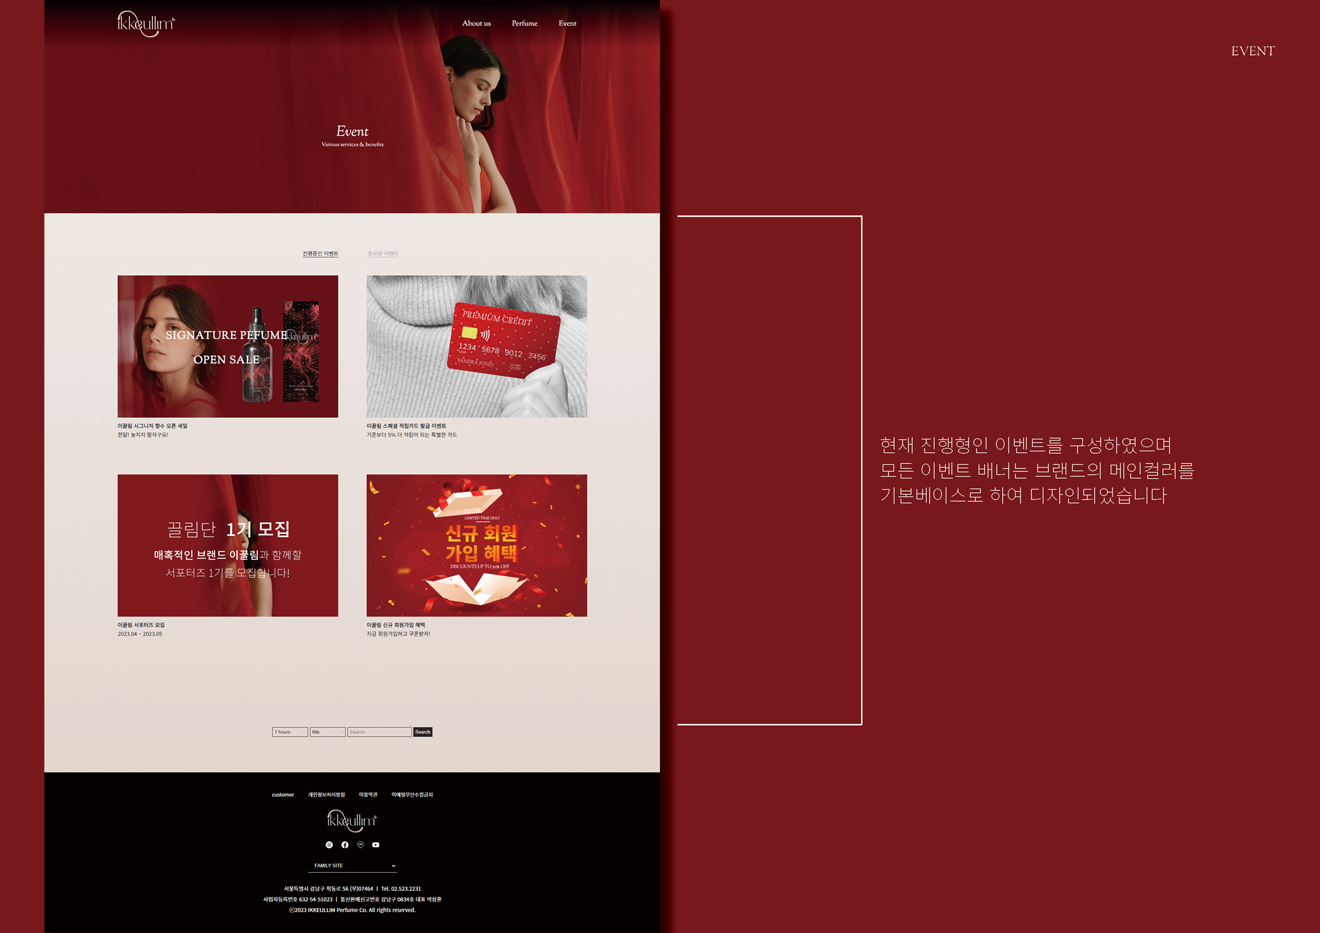 ikkeullim
About us
Perfume
Event
EVENT
Event
Various services & benefits
진행중인 이벤트
종료된 이벤트
SIGNATURE PEFUME
OPEN SALE
ikkeullim
PREMIUM CREDIT
1234 5678 9012 3456
이끌림 시그니처 향수 오픈 세일
한달! 놓치지 말자구요!
이끌림 스페셜 적립카드 발급 이벤트
기존보다 5% 더 적립이 되는 특별한 카드
현재 진행형인 이벤트를 구성하였으며
모든 이벤트 배너는 브랜드의 메인컬러를
기본베이스로 하여 디자인되었습니다
끌림단 1기 모집
매혹적인 브랜드 이끌림과 함께할
서포터즈 1기를 모집합니다!
LIMITED TIME ONLY
신규 회원
가입 혜택
DISCOUNTS UP TO 50% OFF
이끌림 서포터즈 모집
2023.04 ~ 2023.05
이끌림 신규 회원가입 혜택
지금 회원가입하고 쿠폰받자!
1 hours
title
Search
Search
customer
개인정보처리방침
이용약관
이메일무단수집금지
ikkeullim
FAMILY SITE
서울특별시 강남구 학동로 56 (우)07464 | Tel. 02.523.2231
사업자등록번호 632-54-51023 | 통신판매신고번호 강남구 0834호 대표 박장훈
ⓒ2023 IKKEULLIM Perfume Co. All rights reserved.